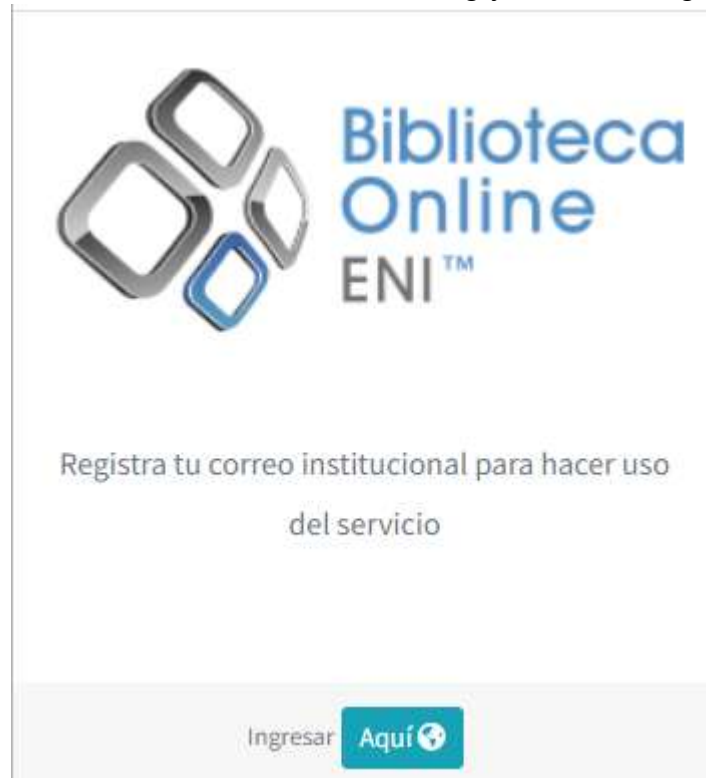 Biblioteca
Online
ENI™
Registra tu correo institucional para hacer uso
del servicio
Ingresar Aquí